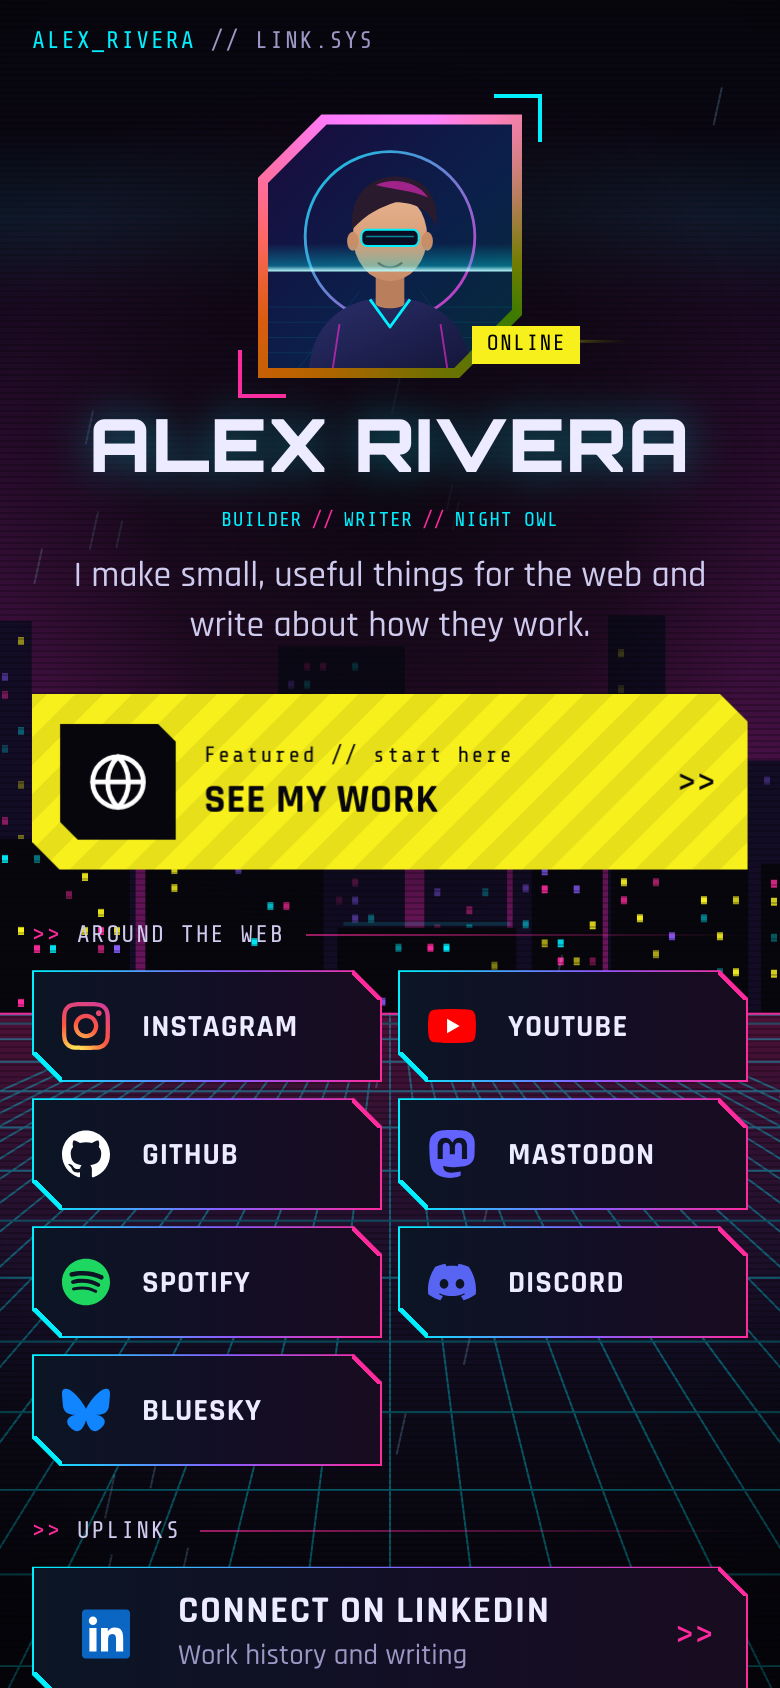 ALEX_RIVERA // LINK.SYS
ONLINE
ALEX RIVERA
BUILDER // WRITER // NIGHT OWL
I make small, useful things for the web and
write about how they work.
Featured // start here
SEE MY WORK
>>
>> AROUND THE WEB
INSTAGRAM
YOUTUBE
GITHUB
MASTODON
SPOTIFY
DISCORD
BLUESKY
>> UPLINKS
in
CONNECT ON LINKEDIN
Work history and writing
>>